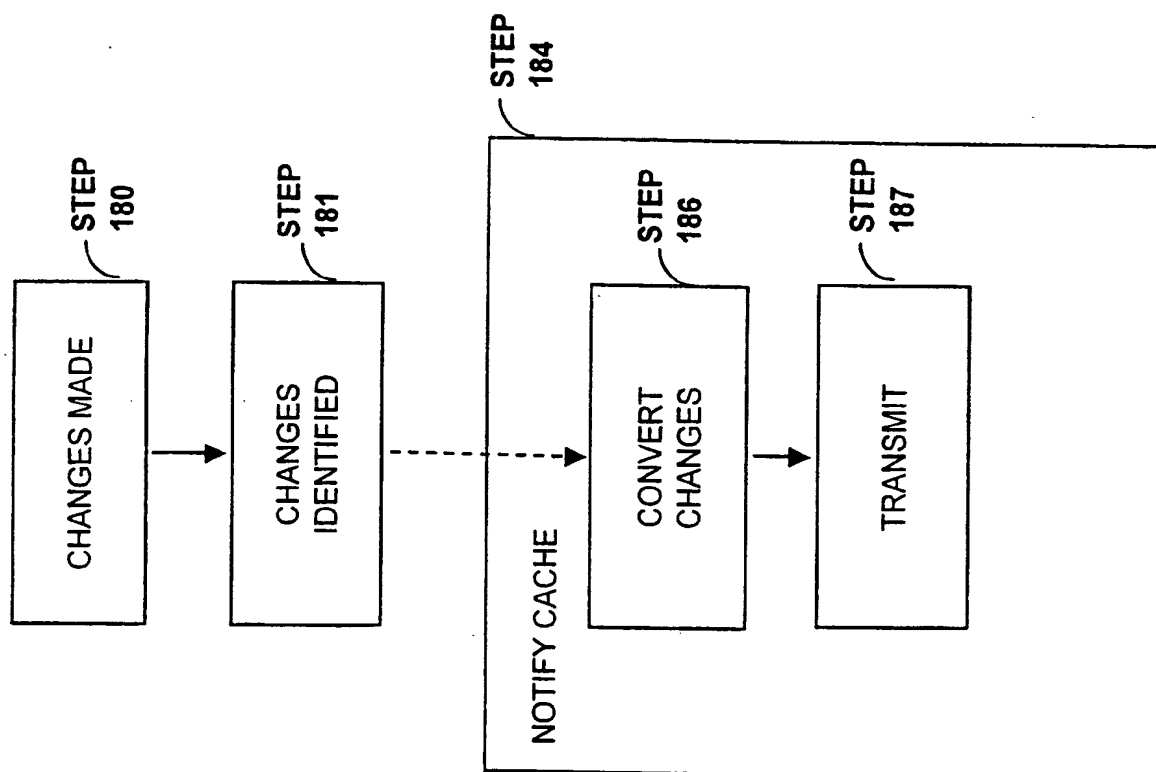 CHANGES MADE
STEP
180
CHANGES
IDENTIFIED
STEP
181
STEP
184
NOTIFY CACHE
CONVERT
CHANGES
STEP
186
TRANSMIT
STEP
187